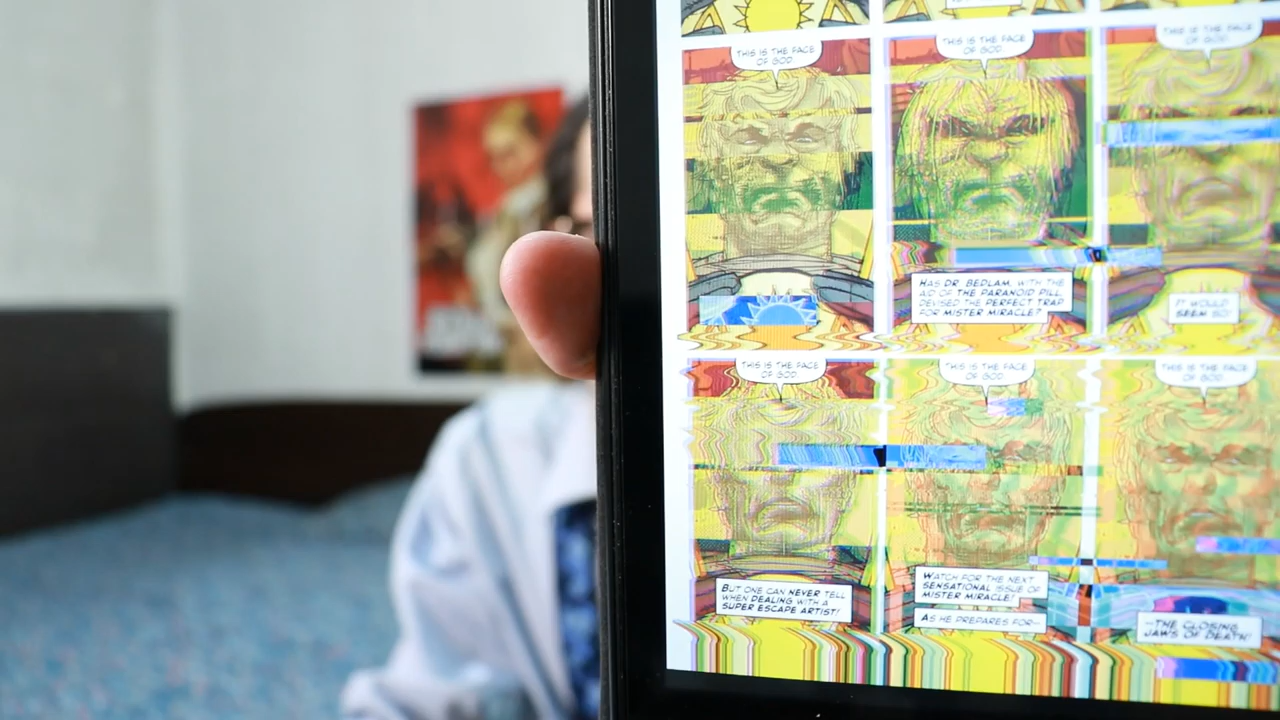 THIS IS THE FACE
OF GOD.
THIS IS THE FACE
OF GOD.
THIS IS THE FACE
OF GOD.
HAS DR. BEDLAM, WITH THE
AID OF THE PARANOID PILL,
DEVISED THE PERFECT TRAP
FOR MISTER MIRACLE?
IT WOULD
SEEM SO!
THIS IS THE FACE
OF GOD.
THIS IS THE FACE
OF GOD.
THIS IS THE FACE
OF GOD.
BUT ONE CAN NEVER TELL
WHEN DEALING WITH A
SUPER ESCAPE ARTIST!
WATCH FOR THE NEXT
SENSATIONAL ISSUE OF
MISTER MIRACLE!
AS HE PREPARES FOR--
--THE CLOSING
JAWS OF DEATH!